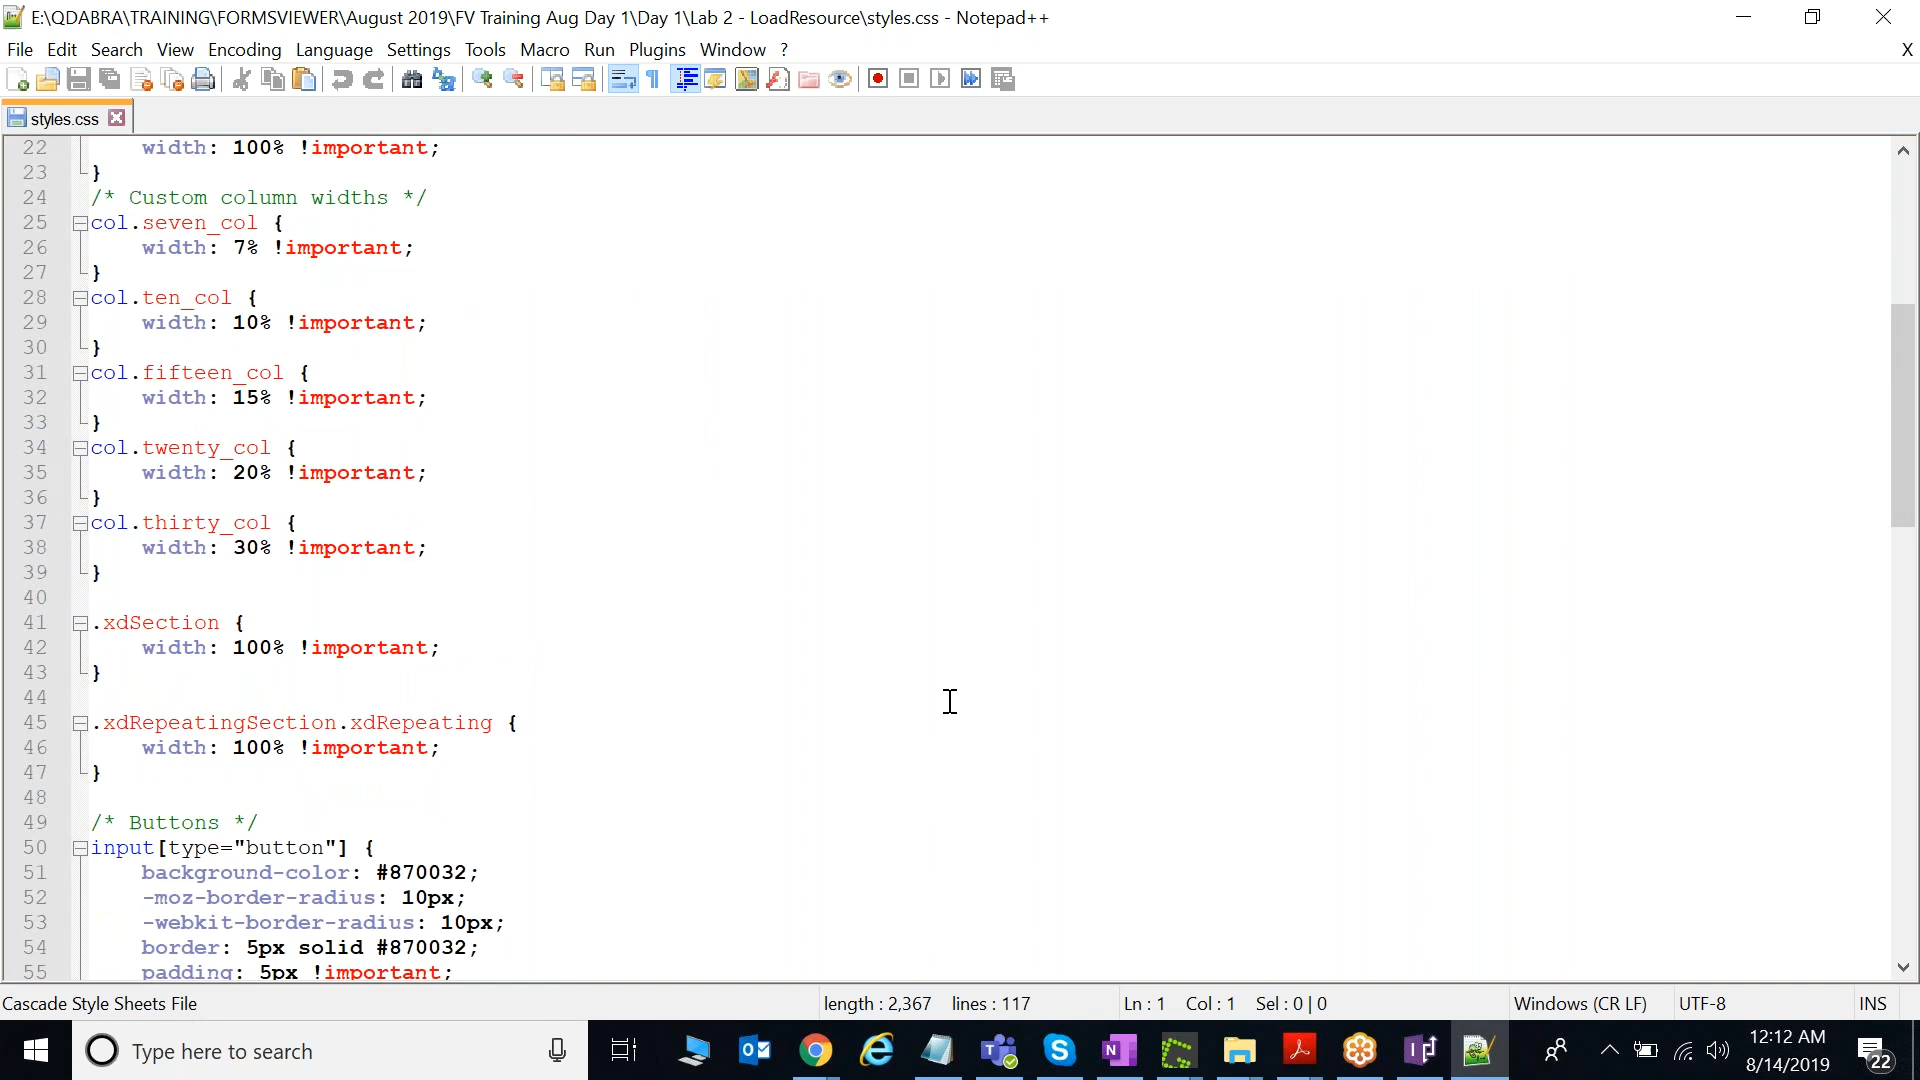 E:\QDABRA\TRAINING\FORMSVIEWER\August 2019\FV Training Aug Day 1\Day 1\Lab 2 - LoadResource\styles.css - Notepad++
File Edit Search View Encoding Language Settings Tools Macro Run Plugins Window ? X
styles.css
22 width: 100% !important;
23 }
24 /* Custom column widths */
25 col.seven_col {
26 width: 7% !important;
27 }
28 col.ten_col {
29 width: 10% !important;
30 }
31 col.fifteen_col {
32 width: 15% !important;
33 }
34 col.twenty_col {
35 width: 20% !important;
36 }
37 col.thirty_col {
38 width: 30% !important;
39 }
40
41 .xdSection {
42 width: 100% !important;
43 }
44
45 .xdRepeatingSection.xdRepeating {
46 width: 100% !important;
47 }
48
49 /* Buttons */
50 input[type="button"] {
51 background-color: #870032;
52 -moz-border-radius: 10px;
53 -webkit-border-radius: 10px;
54 border: 5px solid #870032;
55 padding: 5px !important;
Cascade Style Sheets File length : 2,367 lines : 117 Ln : 1 Col : 1 Sel : 0 | 0 Windows (CR LF) UTF-8 INS
Type here to search
12:12 AM
8/14/2019
22